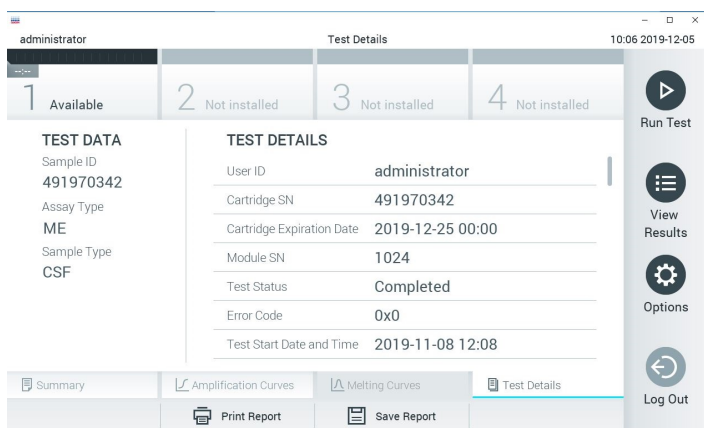 administrator
Test Details
10:06 2019-12-05
--:--
1 Available
2 Not installed
3 Not installed
4 Not installed
Run Test
View
Results
Options
Log Out
TEST DATA
Sample ID
491970342
Assay Type
ME
Sample Type
CSF
TEST DETAILS
User ID administrator
Cartridge SN 491970342
Cartridge Expiration Date 2019-12-25 00:00
Module SN 1024
Test Status Completed
Error Code 0x0
Test Start Date and Time 2019-11-08 12:08
Summary
Amplification Curves
Melting Curves
Test Details
Print Report
Save Report